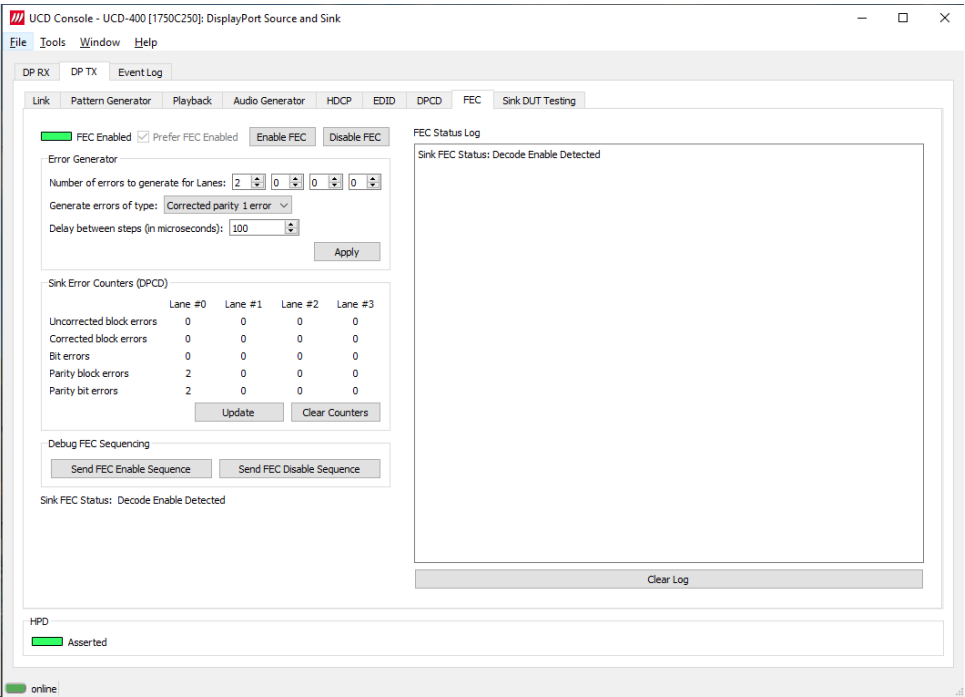 UCD Console - UCD-400 [1750C250]: DisplayPort Source and Sink
File Tools Window Help
DP RX DP TX Event Log
Link Pattern Generator Playback Audio Generator HDCP EDID DPCD FEC Sink DUT Testing
FEC Enabled Prefer FEC Enabled Enable FEC Disable FEC
Error Generator
Number of errors to generate for Lanes: 2 0 0 0
Generate errors of type: Corrected parity 1 error
Delay between steps (in microseconds): 100
Apply
Sink Error Counters (DPCD)
Lane #0 Lane #1 Lane #2 Lane #3
Uncorrected block errors 0 0 0 0
Corrected block errors 0 0 0 0
Bit errors 0 0 0 0
Parity block errors 2 0 0 0
Parity bit errors 2 0 0 0
Update Clear Counters
Debug FEC Sequencing
Send FEC Enable Sequence Send FEC Disable Sequence
Sink FEC Status: Decode Enable Detected
FEC Status Log
Sink FEC Status: Decode Enable Detected
Clear Log
HPD
Asserted
online